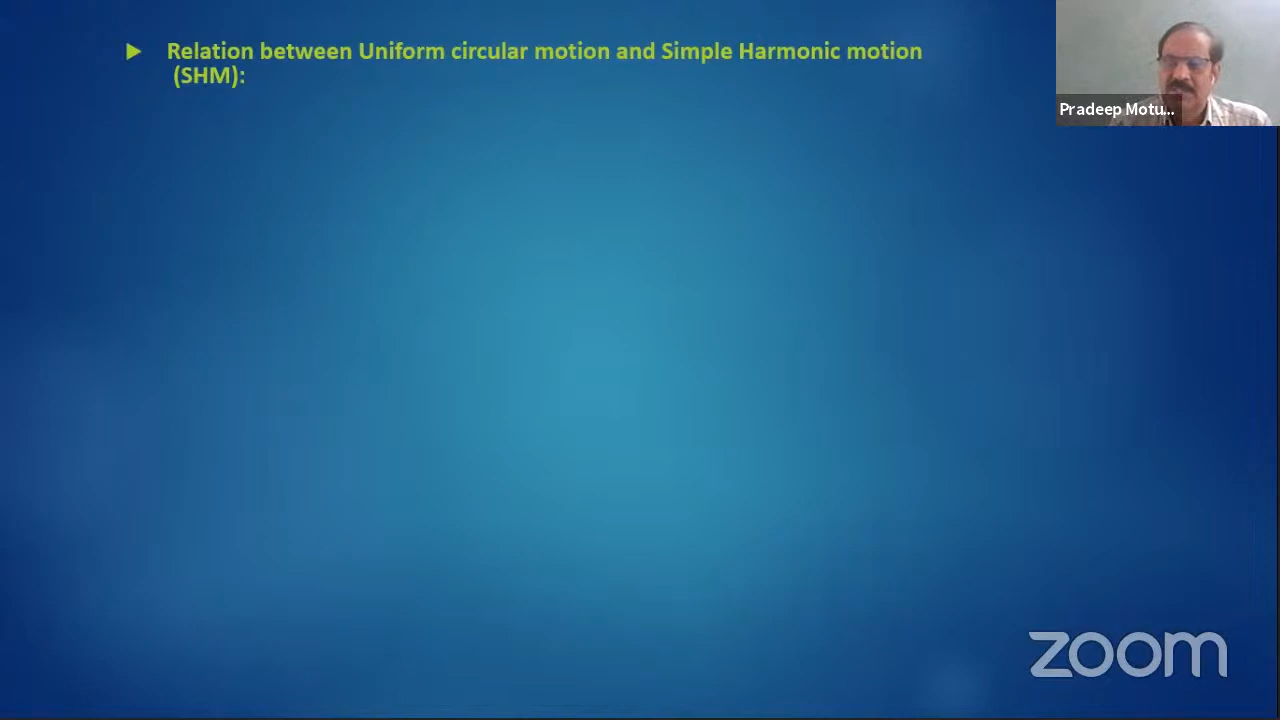 Relation between Uniform circular motion and Simple Harmonic motion
(SHM):
Pradeep Motu...
zoom